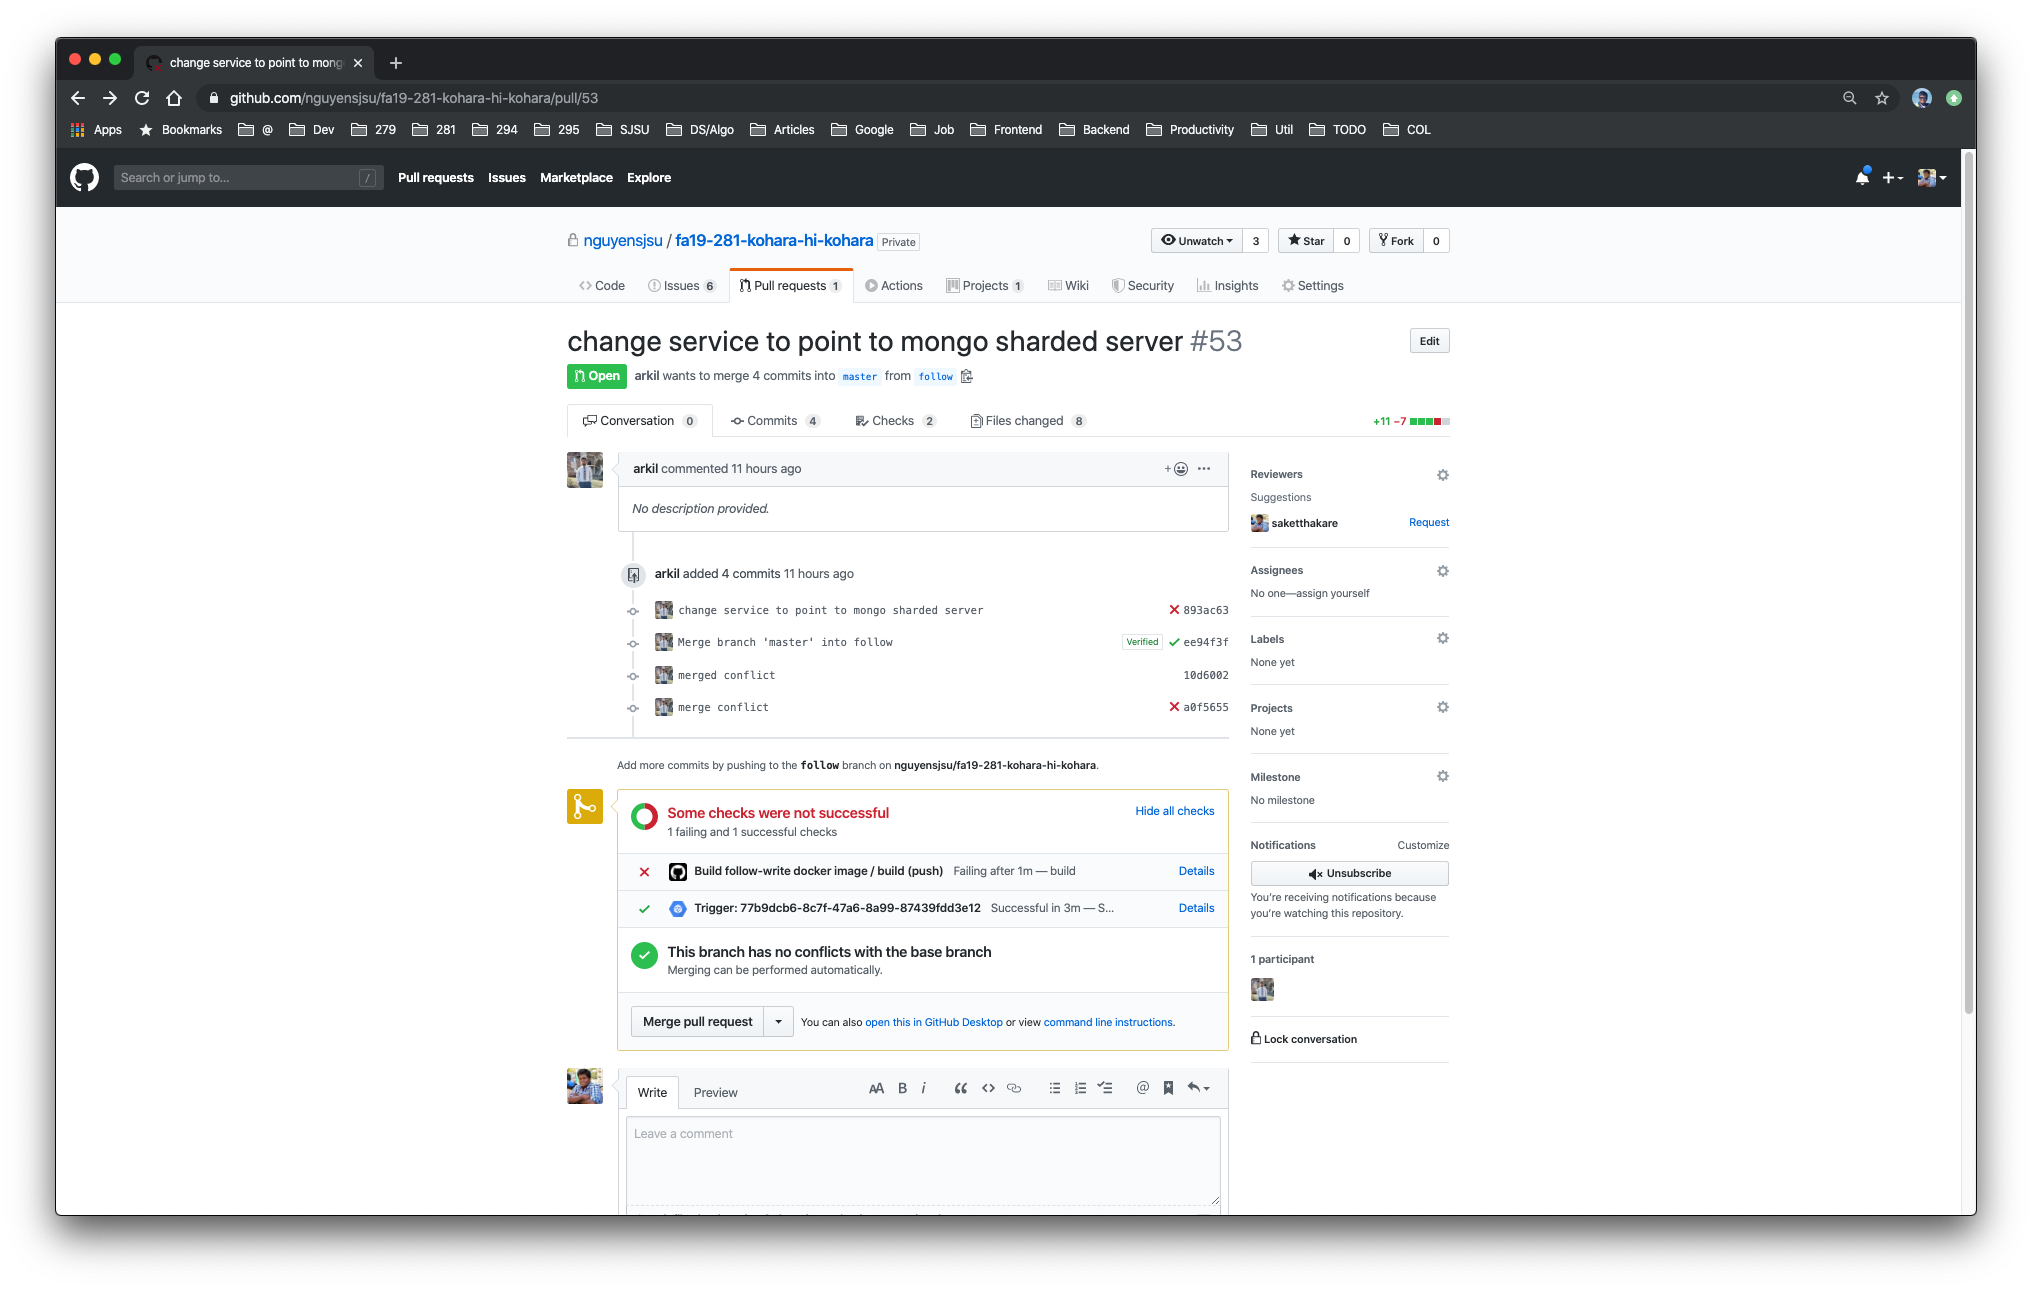 change service to point to mong
github.com/nguyensjsu/fa19-281-kohara-hi-kohara/pull/53
Apps Bookmarks @ Dev 279 281 294 295 SJSU DS/Algo Articles Google Job Frontend Backend Productivity Util TODO COL
Search or jump to... / Pull requests Issues Marketplace Explore
nguyensjsu / fa19-281-kohara-hi-kohara Private Unwatch 3 Star 0 Fork 0
Code Issues 6 Pull requests 1 Actions Projects 1 Wiki Security Insights Settings
change service to point to mongo sharded server #53 Edit
Open arkil wants to merge 4 commits into master from follow
Conversation 0 Commits 4 Checks 2 Files changed 8 +11 −7
arkil commented 11 hours ago
No description provided.
arkil added 4 commits 11 hours ago
change service to point to mongo sharded server 893ac63
Merge branch 'master' into follow Verified ee94f3f
merged conflict 10d6002
merge conflict a0f5655
Add more commits by pushing to the follow branch on nguyensjsu/fa19-281-kohara-hi-kohara.
Some checks were not successful Hide all checks
1 failing and 1 successful checks
Build follow-write docker image / build (push) Failing after 1m — build Details
Trigger: 77b9dcb6-8c7f-47a6-8a99-87439fdd3e12 Successful in 3m — S... Details
This branch has no conflicts with the base branch
Merging can be performed automatically.
Merge pull request You can also open this in GitHub Desktop or view command line instructions.
Write Preview AA B i @
Leave a comment
Reviewers
Suggestions
saketthakare Request
Assignees
No one—assign yourself
Labels
None yet
Projects
None yet
Milestone
No milestone
Notifications Customize
Unsubscribe
You're receiving notifications because
you're watching this repository.
1 participant
Lock conversation